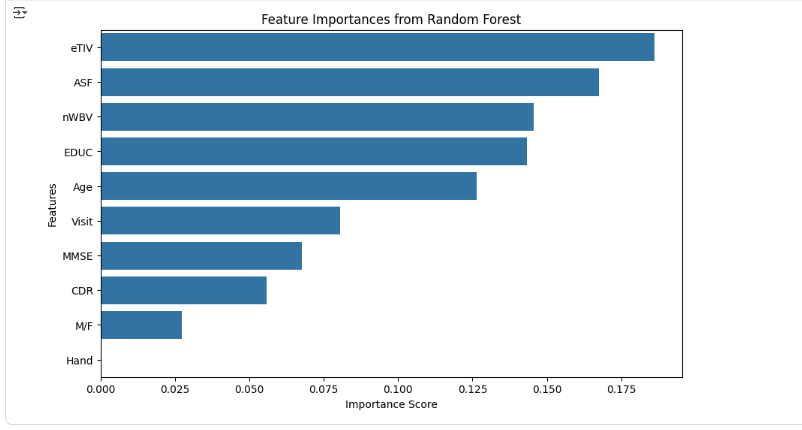 Feature Importances from Random Forest
eTIV
ASF
nWBV
EDUC
Age
Visit
MMSE
CDR
M/F
Hand
Features
0.000 0.025 0.050 0.075 0.100 0.125 0.150 0.175
Importance Score